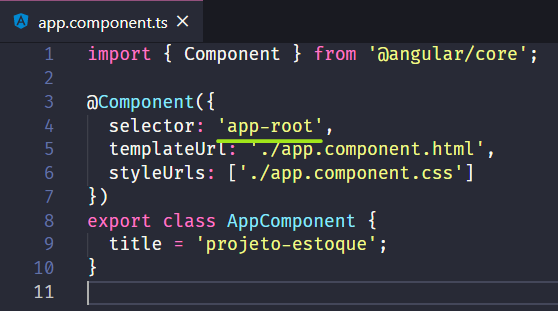 app.component.ts ×
1 import { Component } from '@angular/core';
2
3 @Component({
4 selector: 'app-root',
5 templateUrl: './app.component.html',
6 styleUrls: ['./app.component.css']
7 })
8 export class AppComponent {
9 title = 'projeto-estoque';
10 }
11